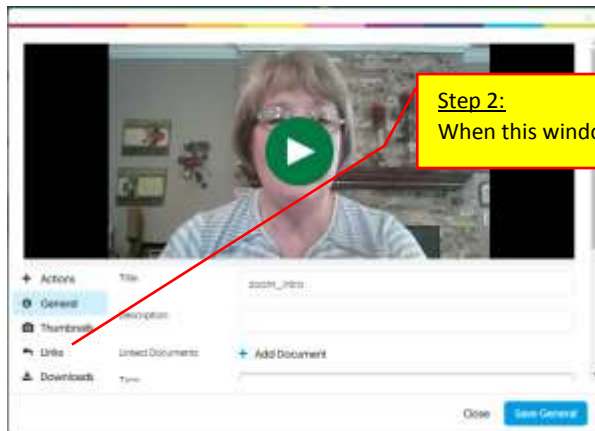 Step 2:
When this windo
+ Actions
General
Thumbnails
Links
Downloads
Title
zoom_intro
Description
Linked Documents
+ Add Document
Close
Save General